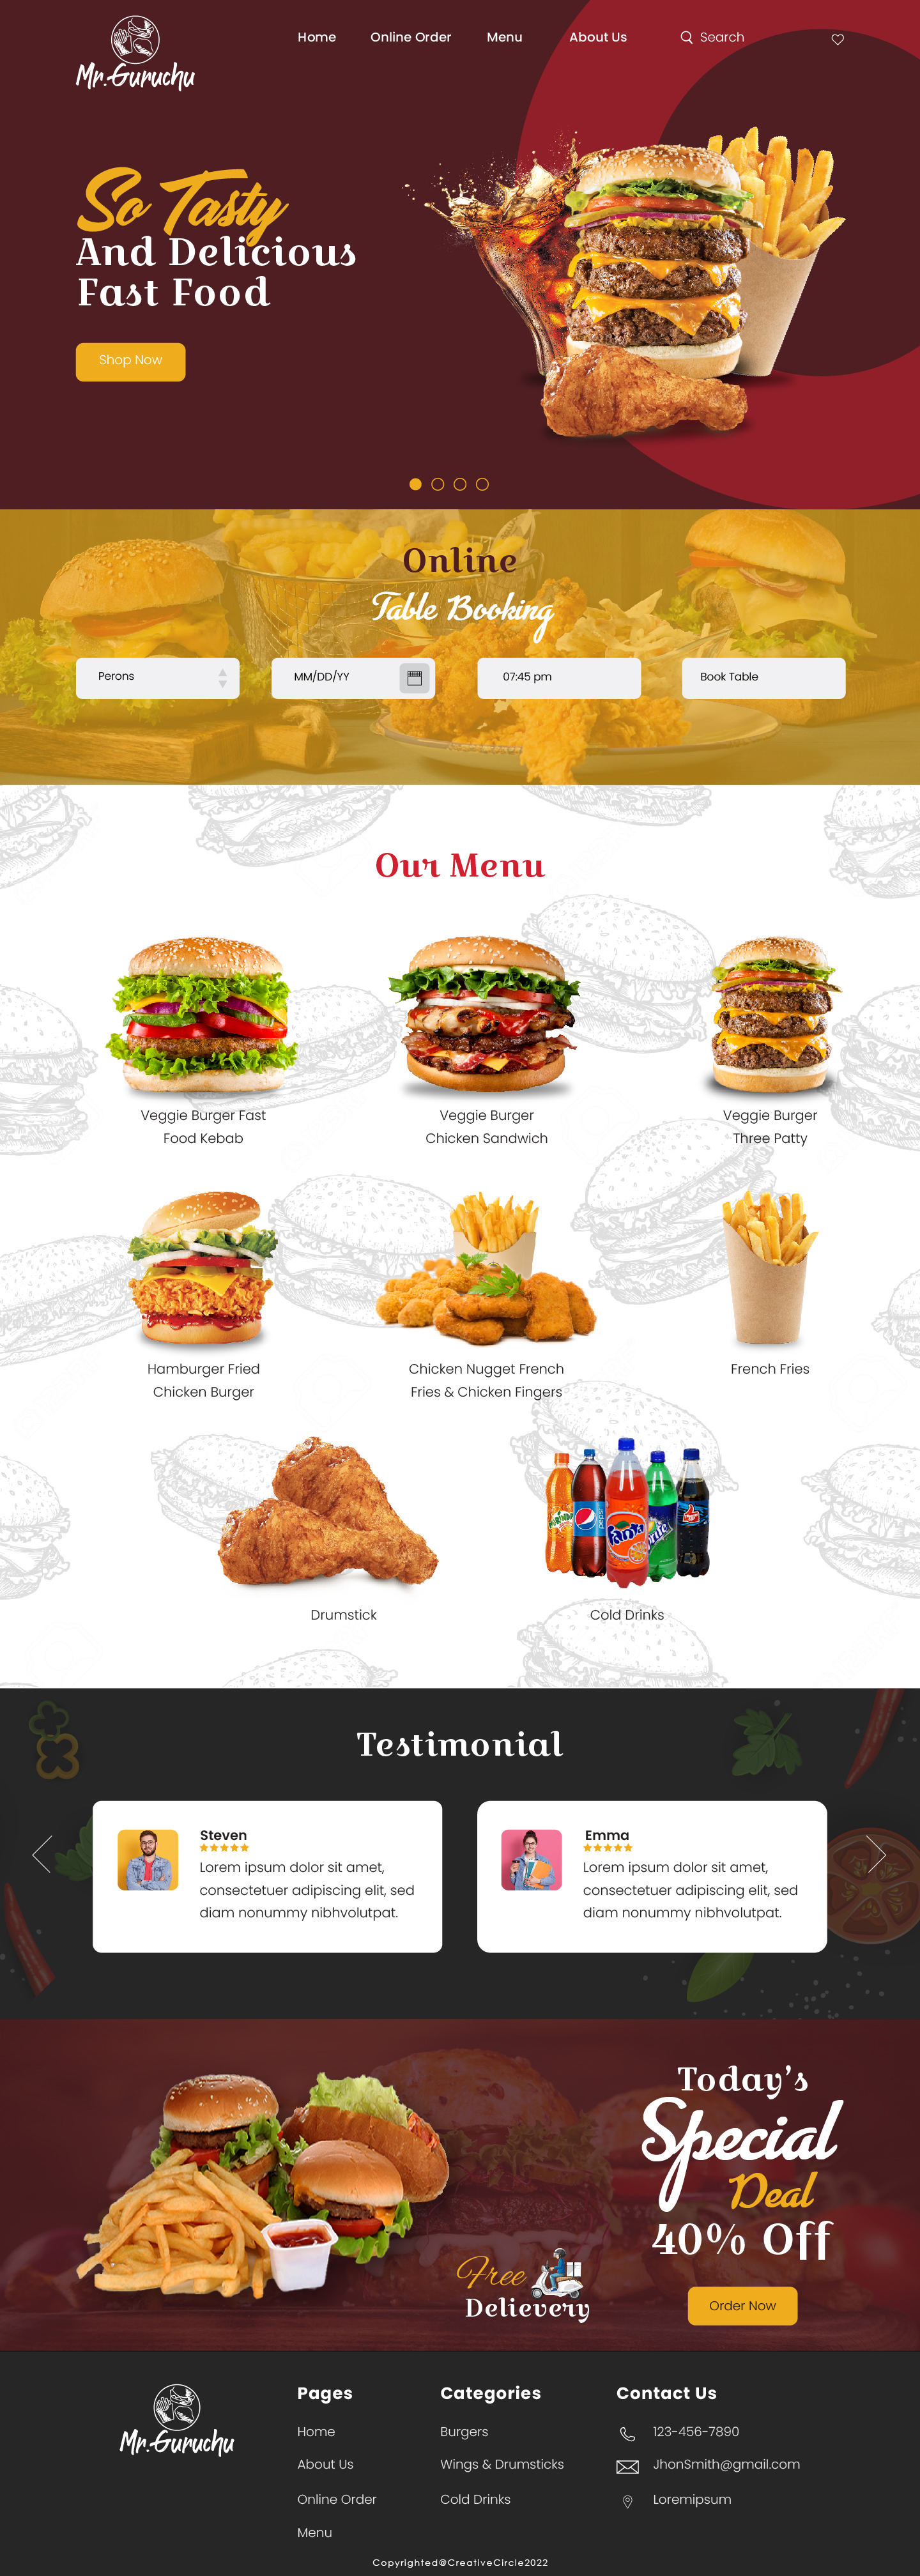 Mr.Guruchu
Home
Online Order
Menu
About Us
Search
So Tasty
And Delicious
Fast Food
Shop Now
Online
Table Booking
Perons
MM/DD/YY
07:45 pm
Book Table
Our Menu
Veggie Burger Fast
Food Kebab
Veggie Burger
Chicken Sandwich
Veggie Burger
Three Patty
Hamburger Fried
Chicken Burger
Chicken Nugget French
Fries & Chicken Fingers
French Fries
Fanta
Drumstick
Cold Drinks
Testimonial
Steven
Lorem ipsum dolor sit amet,
consectetuer adipiscing elit, sed
diam nonummy nibhvolutpat.
Emma
Lorem ipsum dolor sit amet,
consectetuer adipiscing elit, sed
diam nonummy nibhvolutpat.
Today's
Special
Deal
40% Off
Free
Delievery
Order Now
Mr.Guruchu
Pages
Home
About Us
Online Order
Menu
Categories
Burgers
Wings & Drumsticks
Cold Drinks
Contact Us
123-456-7890
JhonSmith@gmail.com
Loremipsum
Copyrighted@CreativeCircle2022